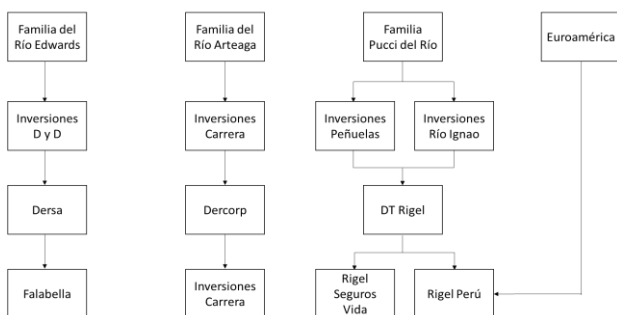 Familia del
Río Edwards
Familia del
Río Arteaga
Familia
Pucci del Río
Euroamérica
Inversiones
D y D
Inversiones
Carrera
Inversiones
Peñuelas
Inversiones
Río Ignao
Dersa
Dercorp
DT Rigel
Falabella
Inversiones
Carrera
Rigel
Seguros
Vida
Rigel Perú